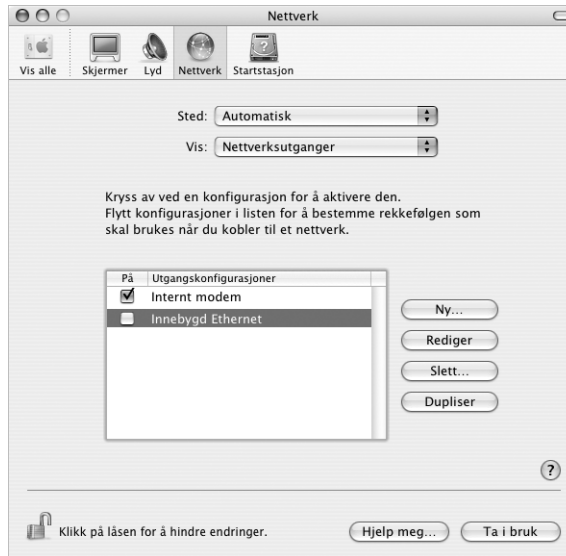 Nettverk
Vis alle Skjermer Lyd Nettverk Startstasjon
Sted: Automatisk
Vis: Nettverksutganger
Kryss av ved en konfigurasjon for å aktivere den.
Flytt konfigurasjoner i listen for å bestemme rekkefølgen som
skal brukes når du kobler til et nettverk.
På Utgangskonfigurasjoner
Internt modem
Innebygd Ethernet
Ny...
Rediger
Slett...
Dupliser
?
Klikk på låsen for å hindre endringer.
Hjelp meg... Ta i bruk